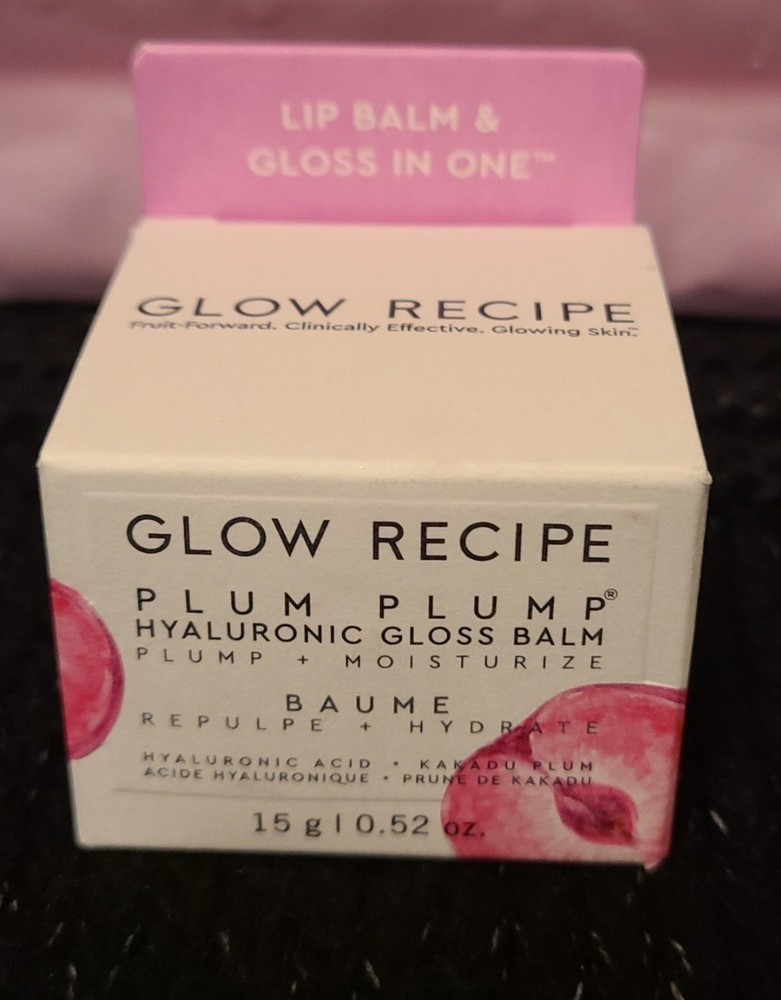 LIP BALM &
GLOSS IN ONE™
GLOW RECIPE
Fruit-Forward. Clinically Effective. Glowing Skin.™
GLOW RECIPE
PLUM PLUMP®
HYALURONIC GLOSS BALM
PLUMP + MOISTURIZE
BAUME
REPULPE + HYDRATE
HYALURONIC ACID • KAKADU PLUM
ACIDE HYALURONIQUE • PRUNE DE KAKADU
15 g | 0.52 oz.